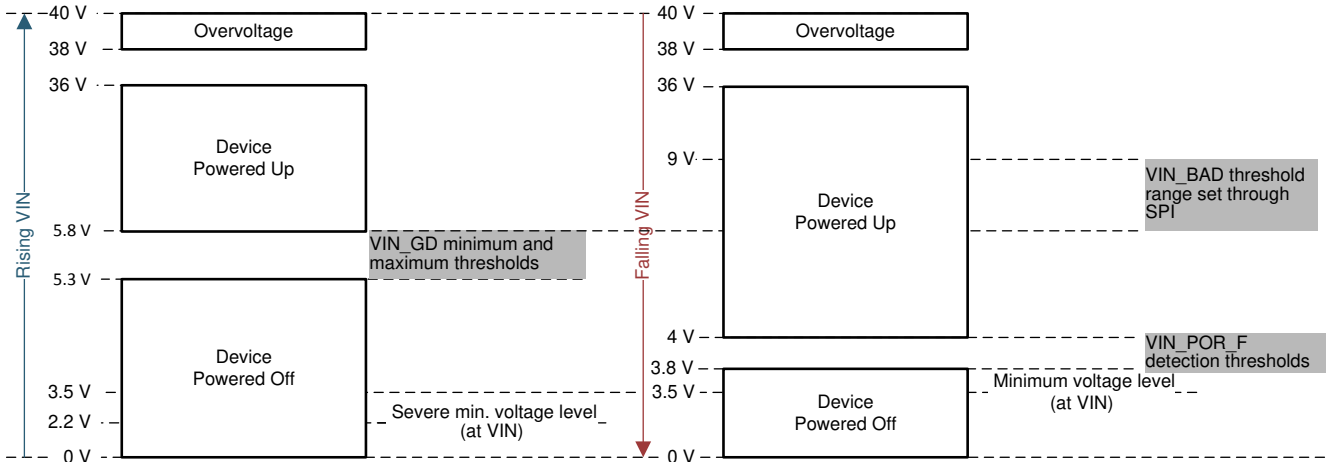 40 V
Overvoltage
38 V
36 V
Device
Powered Up
5.8 V
VIN_GD minimum and
maximum thresholds
5.3 V
Device
Powered Off
3.5 V
Severe min. voltage level
(at VIN)
2.2 V
0 V
Rising VIN
40 V
Overvoltage
38 V
36 V
9 V
VIN_BAD threshold
range set through
SPI
Device
Powered Up
4 V
VIN_POR_F
detection thresholds
3.8 V
Minimum voltage level
(at VIN)
3.5 V
Device
Powered Off
0 V
Falling VIN